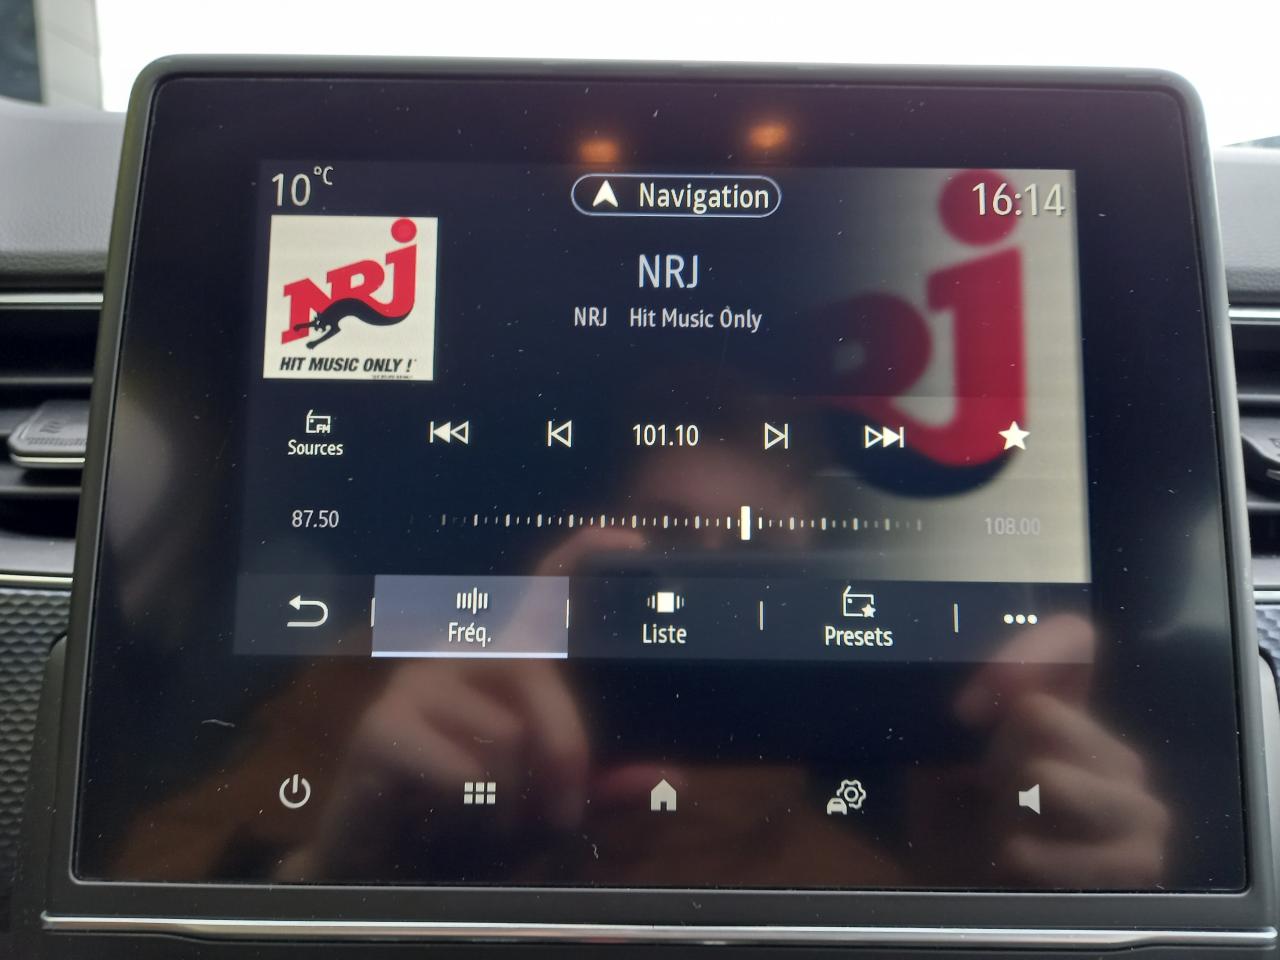 10°C
Navigation
16:14
NRJ
HIT MUSIC ONLY !
NRJ
NRJ Hit Music Only
FM
Sources
101.10
87.50
108.00
Fréq.
Liste
Presets